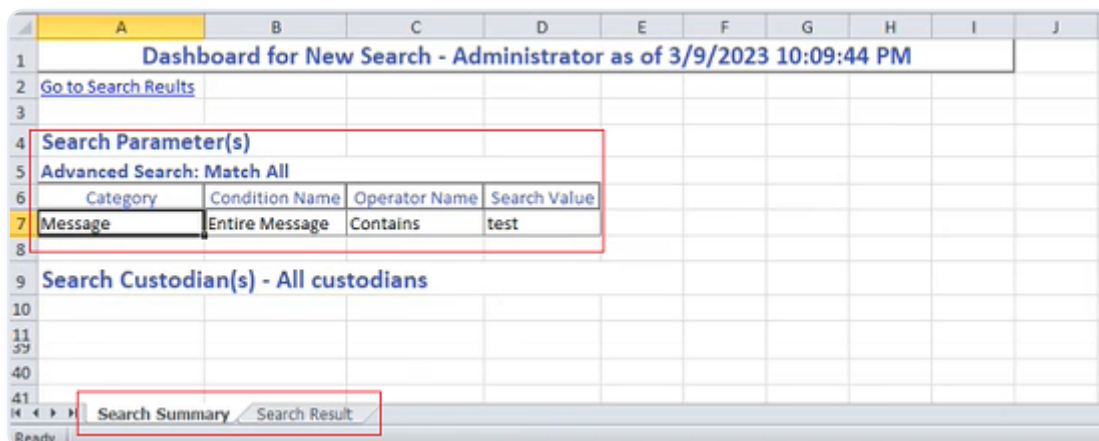 A B C D E F G H I J
1 Dashboard for New Search - Administrator as of 3/9/2023 10:09:44 PM
2 Go to Search Reults
3
4 Search Parameter(s)
5 Advanced Search: Match All
6 Category Condition Name Operator Name Search Value
7 Message Entire Message Contains test
8
9 Search Custodian(s) - All custodians
10
11
39
40
41
Search Summary Search Result
Ready